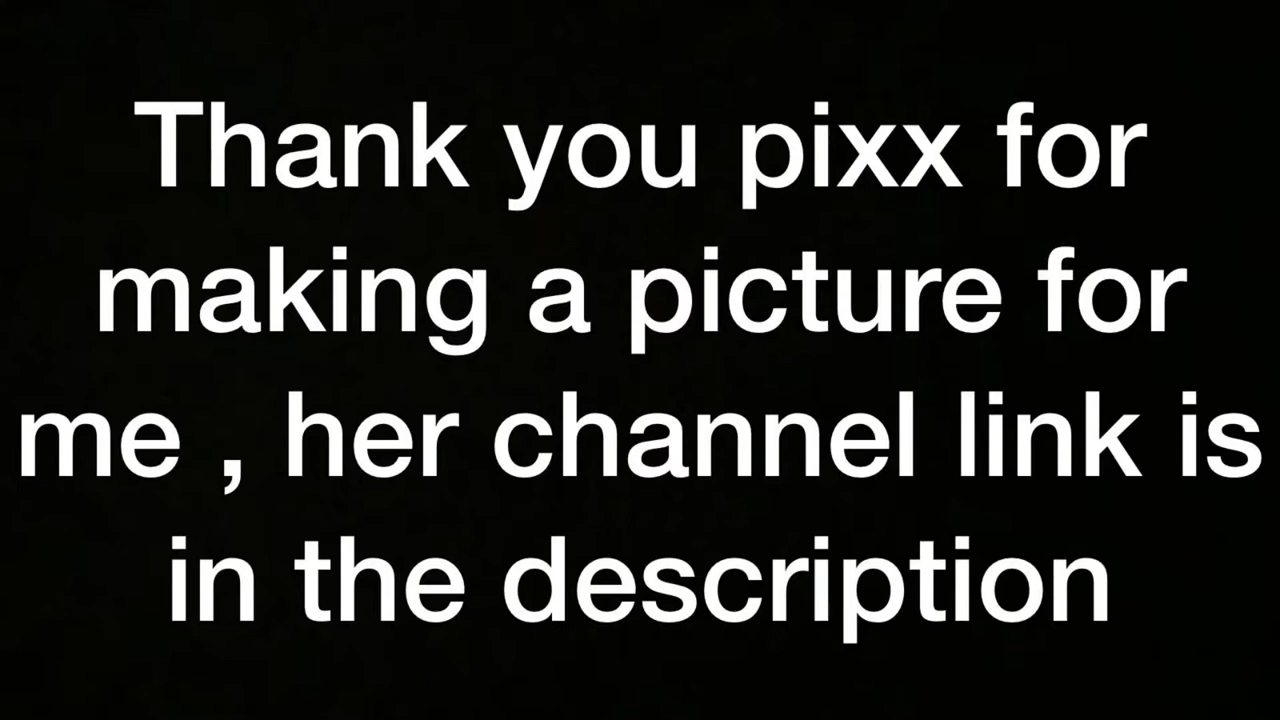 Thank you pixx for
making a picture for
me , her channel link is
in the description